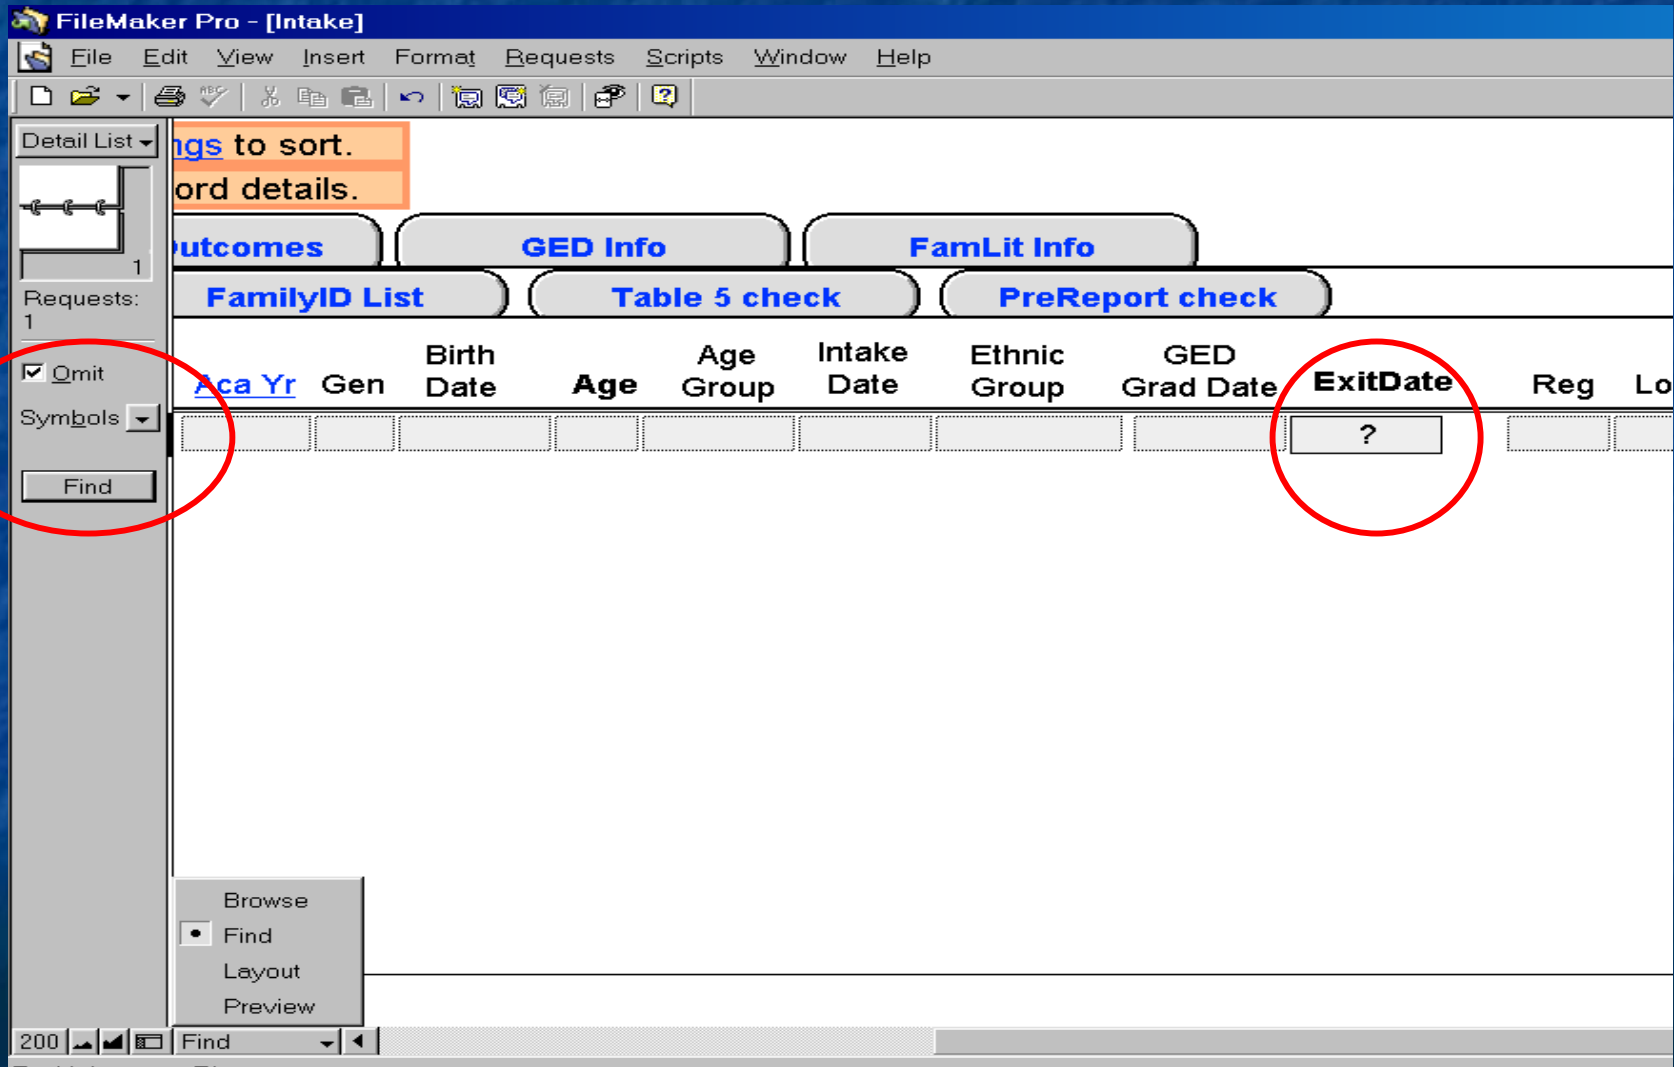 FileMaker Pro - [Intake]
File Edit View Insert Format Requests Scripts Window Help
Detail List
ngs to sort.
ord details.
1
utcomes GED Info FamLit Info
Requests:
1
FamilyID List Table 5 check PreReport check
Omit
Aca Yr Gen Birth Date Age Age Group Intake Date Ethnic Group GED Grad Date ExitDate Reg Lo
Symbols
?
Find
Browse
Find
Layout
Preview
200 Find